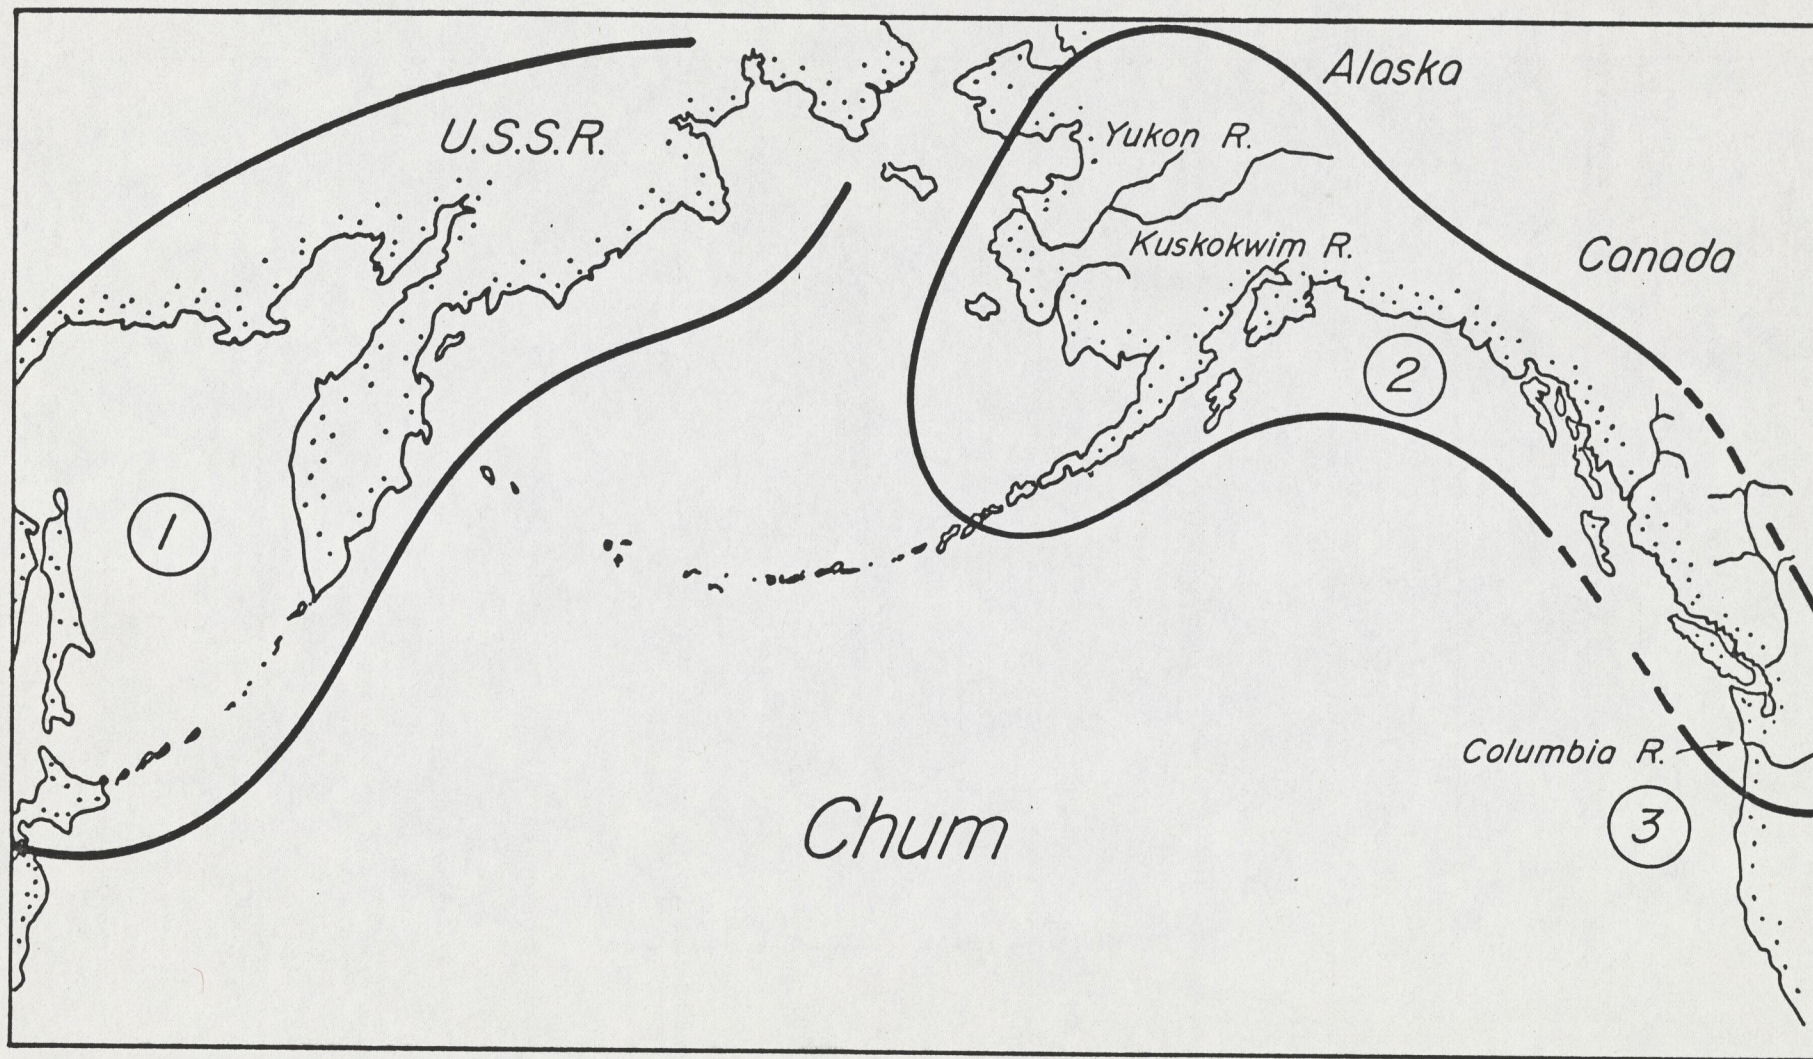 Alaska
U.S.S.R.
Yukon R.
Kuskokwim R.
Canada
2
1
Columbia R.
Chum
3